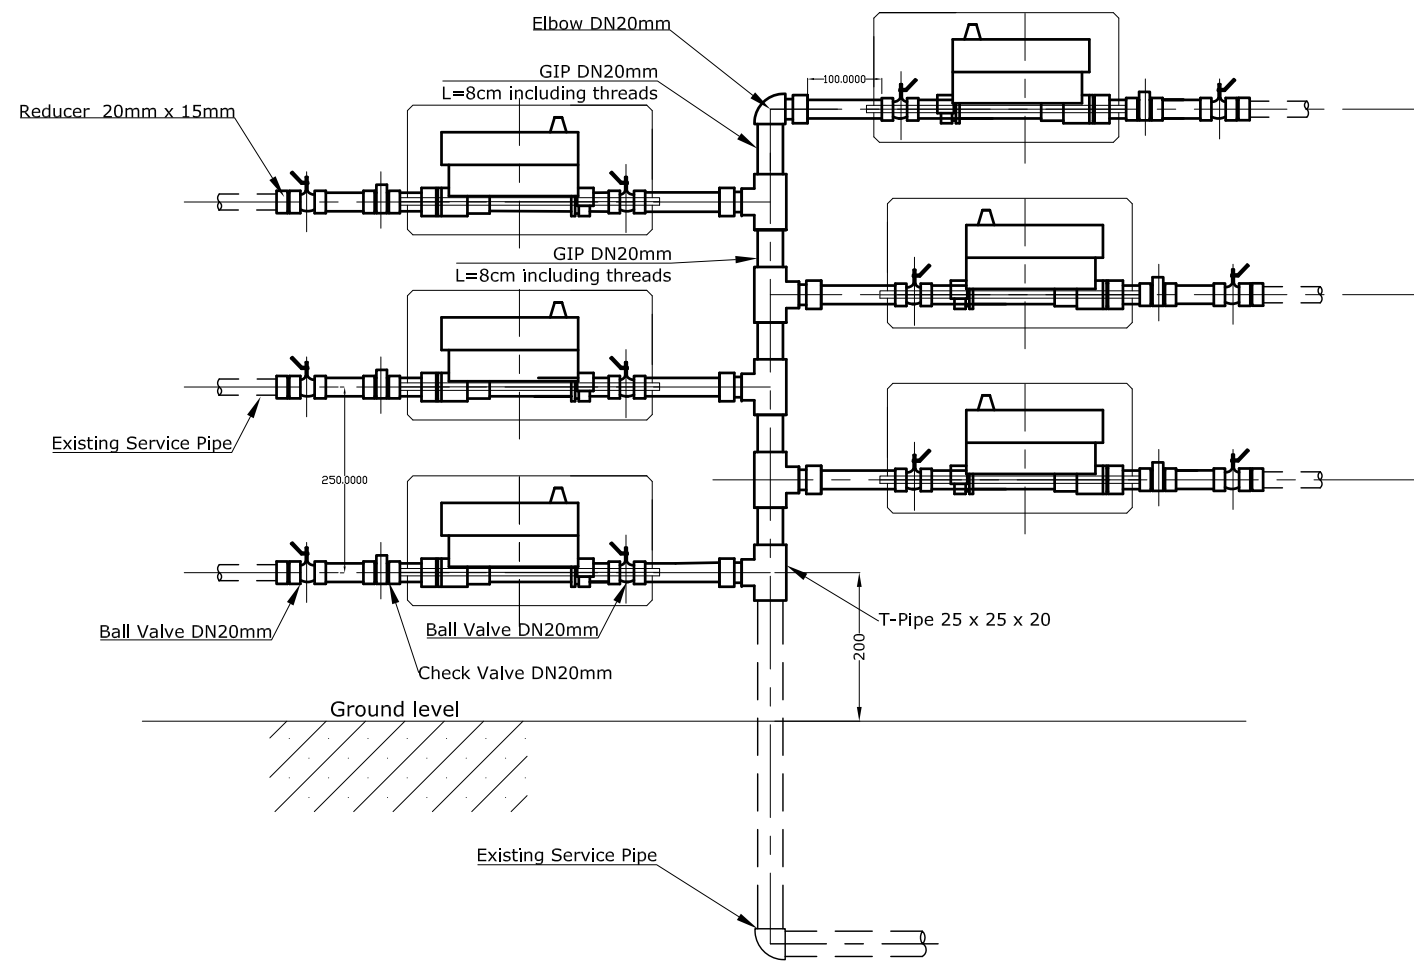 Elbow DN20mm
GIP DN20mm
L=8cm including threads
100.0000
Reducer 20mm x 15mm
GIP DN20mm
L=8cm including threads
Existing Service Pipe
250.0000
Ball Valve DN20mm
Ball Valve DN20mm
T-Pipe 25 x 25 x 20
200
Check Valve DN20mm
Ground level
Existing Service Pipe